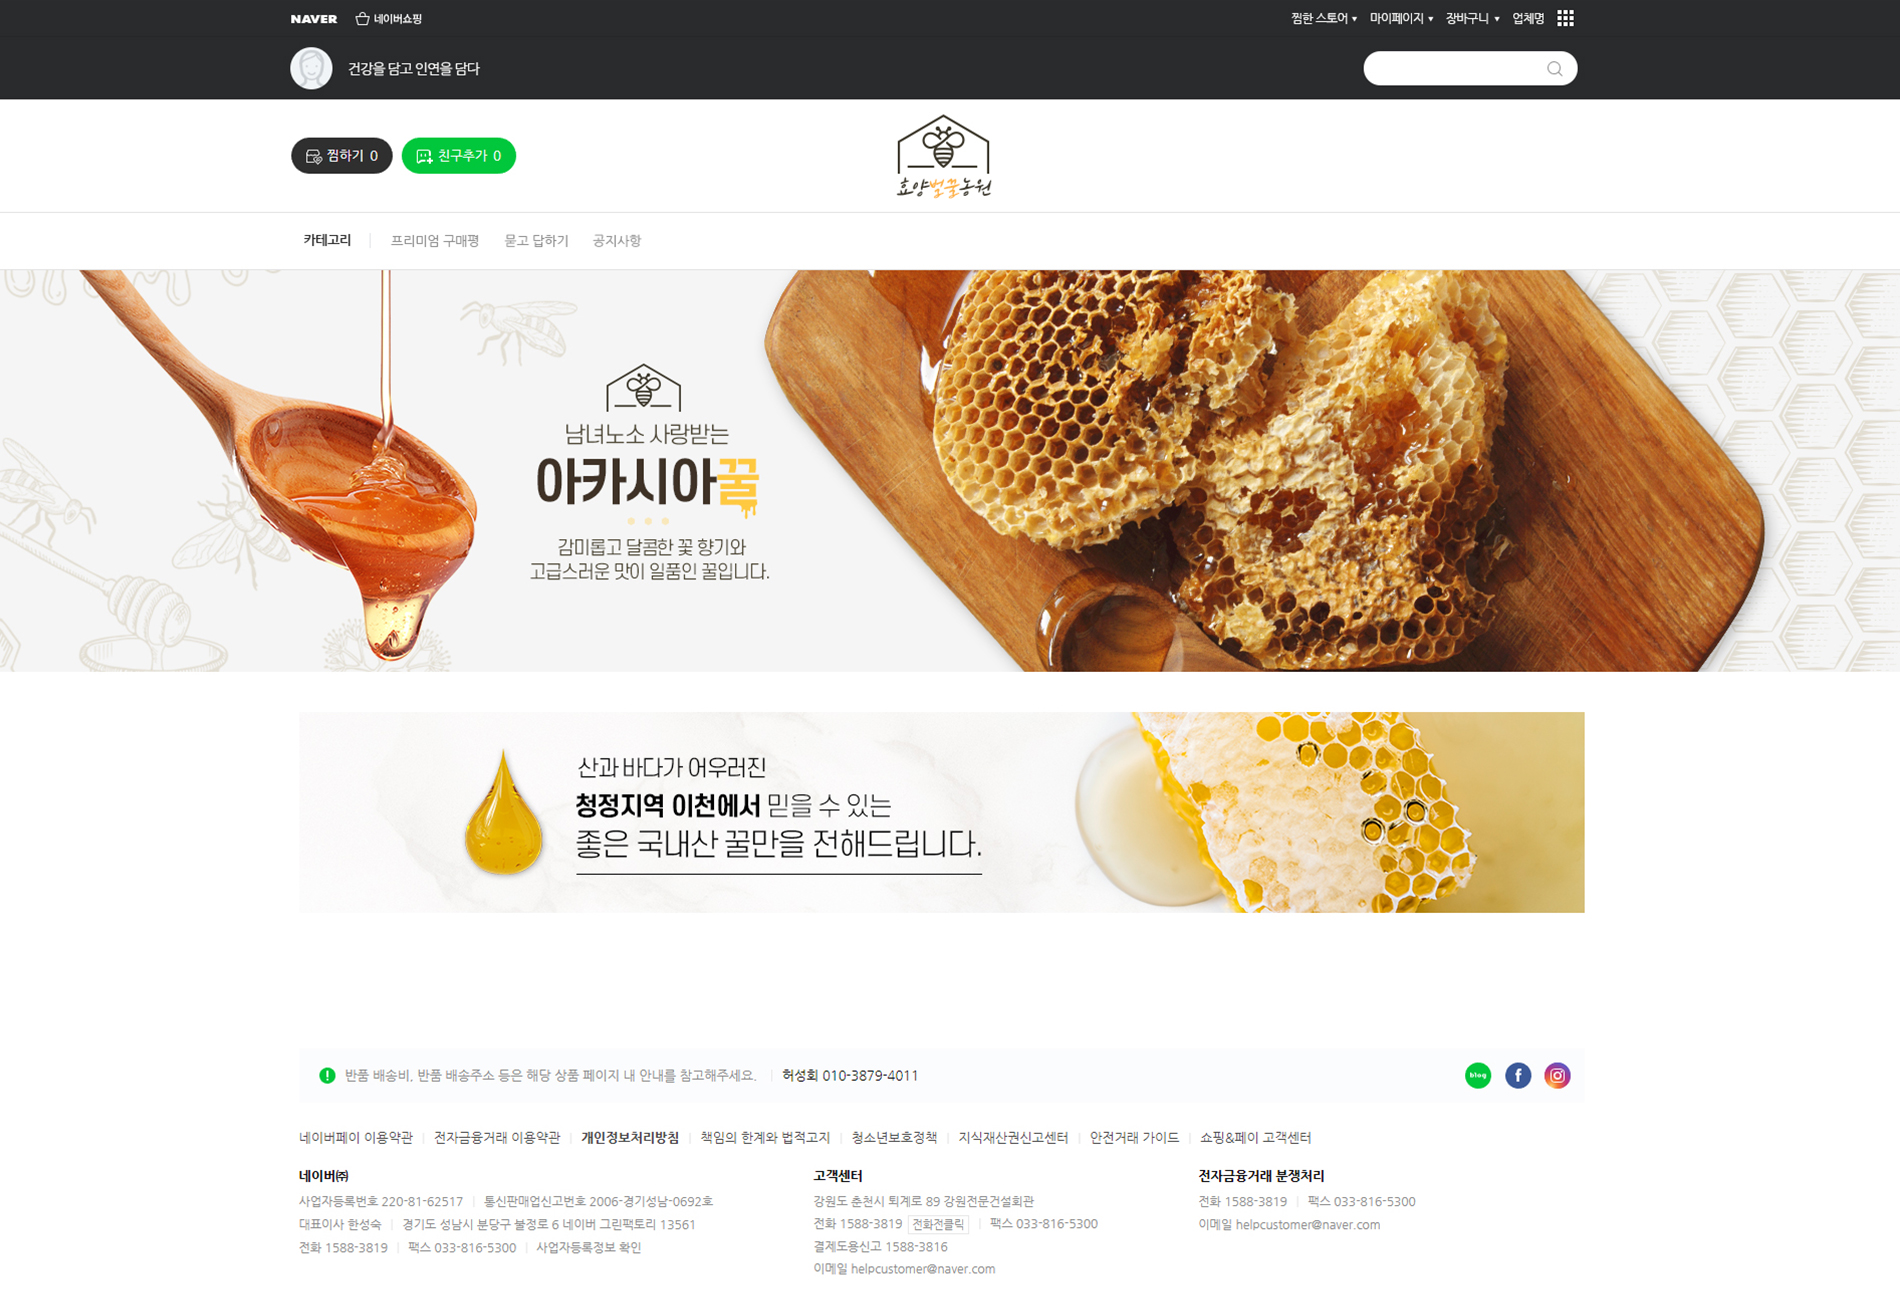 NAVER 네이버쇼핑 찜한 스토어 ▼ 마이페이지 ▼ 장바구니 ▼ 업체명
건강을 담고 인연을 담다
찜하기 0 친구추가 0
효양벌꿀농원
카테고리 프리미엄 구매평 묻고 답하기 공지사항
남녀노소 사랑받는
아카시아꿀
감미롭고 달콤한 꽃 향기와
고급스러운 맛이 일품인 꿀입니다.
산과 바다가 어우러진
청정지역 이천에서 믿을 수 있는
좋은 국내산 꿀만을 전해드립니다.
반품 배송비, 반품 배송주소 등은 해당 상품 페이지 내 안내를 참고해주세요. 허성회 010-3879-4011 blog f
네이버페이 이용약관 전자금융거래 이용약관 개인정보처리방침 책임의 한계와 법적고지 청소년보호정책 지식재산권신고센터 안전거래 가이드 쇼핑&페이 고객센터
네이버㈜
사업자등록번호 220-81-62517 통신판매업신고번호 2006-경기성남-0692호
대표이사 한성숙 경기도 성남시 분당구 불정로 6 네이버 그린팩토리 13561
전화 1588-3819 팩스 033-816-5300 사업자등록정보 확인
고객센터
강원도 춘천시 퇴계로 89 강원전문건설회관
전화 1588-3819 전화전클릭 팩스 033-816-5300
결제도용신고 1588-3816
이메일 helpcustomer@naver.com
전자금융거래 분쟁처리
전화 1588-3819 팩스 033-816-5300
이메일 helpcustomer@naver.com